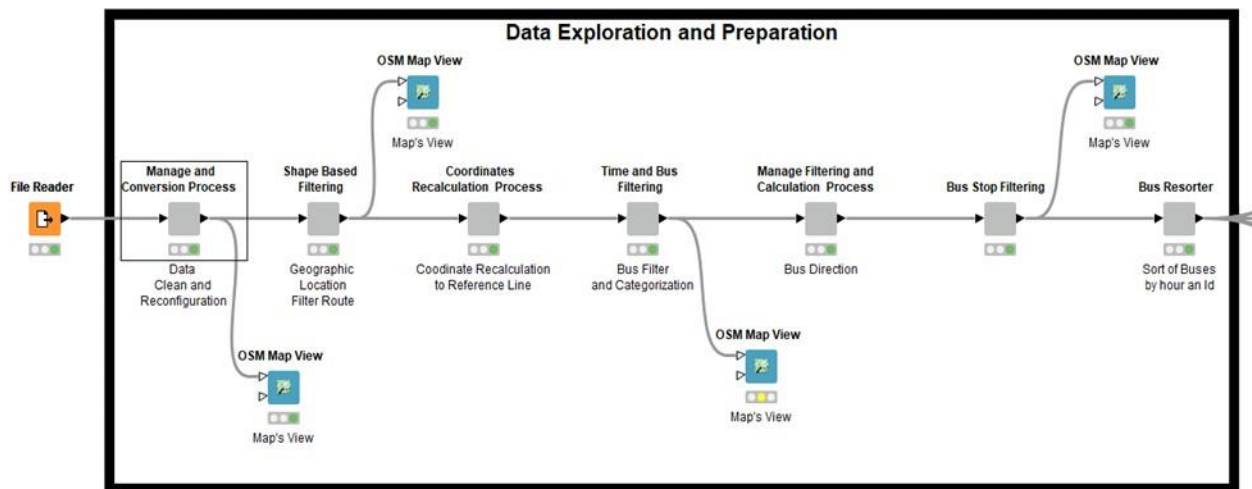 Data Exploration and Preparation
OSM Map View
Map's View
OSM Map View
Map's View
File Reader
Manage and
Conversion Process
Data
Clean and
Reconfiguration
Shape Based
Filtering
Geographic
Location
Filter Route
Coordinates
Recalculation Process
Coodinate Recalculation
to Reference Line
Time and Bus
Filtering
Bus Filter
and Categorization
Manage Filtering and
Calculation Process
Bus Direction
Bus Stop Filtering
Bus Resorter
Sort of Buses
by hour an Id
OSM Map View
Map's View
OSM Map View
Map's View